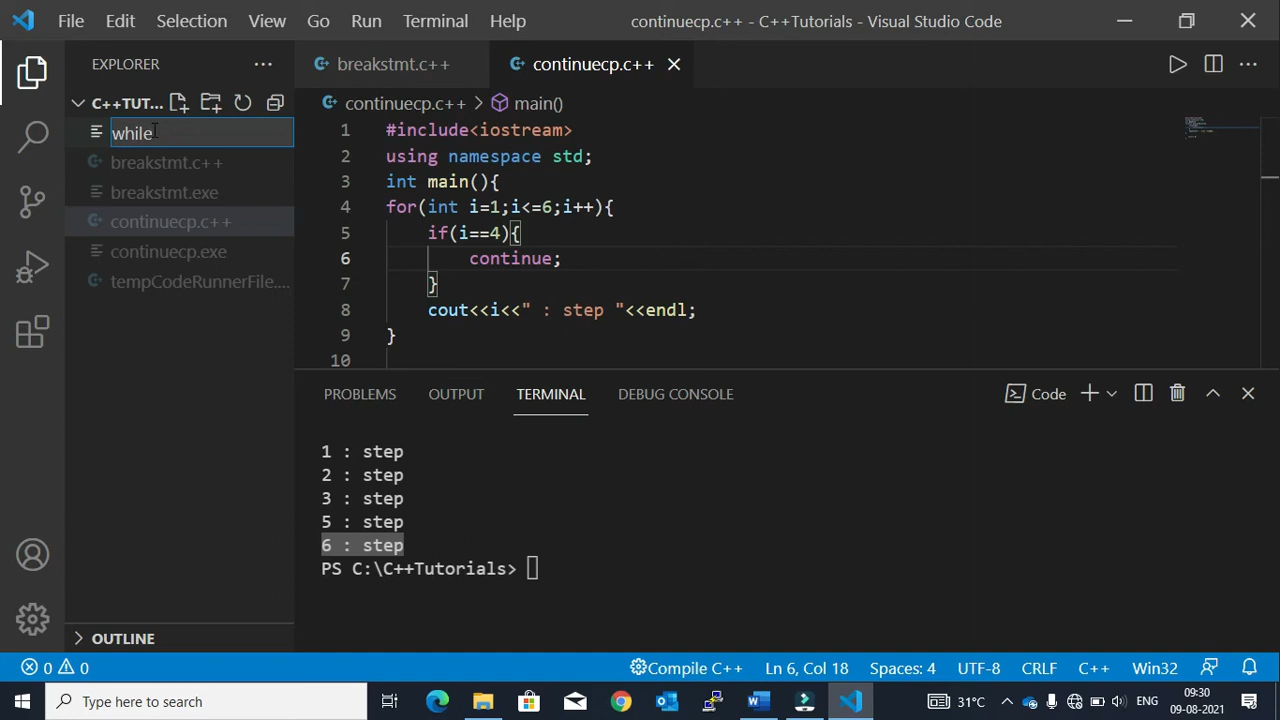 File Edit Selection View Go Run Terminal Help continuecp.c++ - C++Tutorials - Visual Studio Code
EXPLORER
C++TUT...
while
breakstmt.c++
breakstmt.exe
continuecp.c++
continuecp.exe
tempCodeRunnerFile....
OUTLINE
breakstmt.c++ continuecp.c++
continuecp.c++ > main()
1 #include<iostream>
2 using namespace std;
3 int main(){
4 for(int i=1;i<=6;i++){
5 if(i==4){
6 continue;
7 }
8 cout<<i<<" : step "<<endl;
9 }
10
PROBLEMS OUTPUT TERMINAL DEBUG CONSOLE Code
1 : step
2 : step
3 : step
5 : step
6 : step
PS C:\C++Tutorials>
0 0 Compile C++ Ln 6, Col 18 Spaces: 4 UTF-8 CRLF C++ Win32
Type here to search 31°C ENG 09:30
09-08-2021